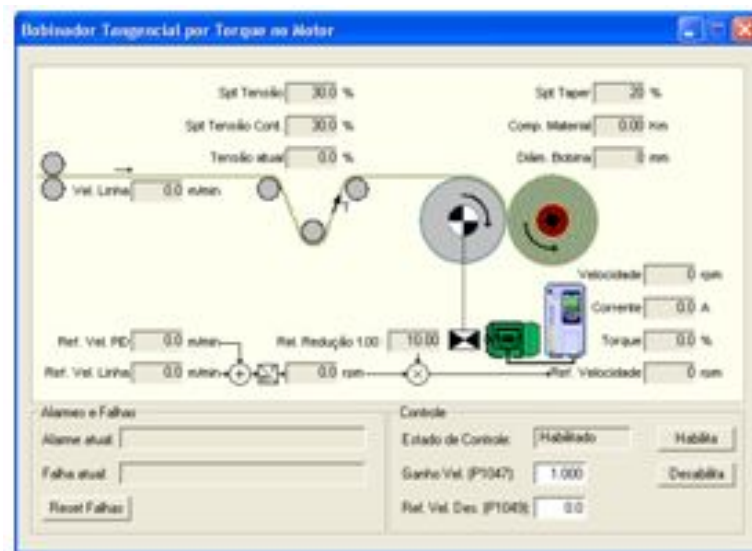 Bobinador Tangencial por Torque no Motor
Spt Tensão 30.0 % Spt Taper 20 %
Spt Tensão Cont. 30.0 % Comp. Material 0.00 Km
Tensão atual 0.0 % Diâm. Bobina 0 mm
Vel. Linha 0.0 m/min
T
Velocidade 0 rpm
Corrente 0.0 A
Ref. Vel. PID 0.0 m/min Rel. Redução 1.00 : 10.00 Torque 0.0 %
Ref. Vel. Linha 0.0 m/min 0.0 rpm Ref. Velocidade 0 rpm
Alarmes e Falhas Controle
Alarme atual: Estado de Controle: Habilitado Habilita
Falha atual: Ganho Vel. (P1047): 1.000 Desabilita
Reset Falhas Ref. Vel. Des. (P1049): 0.0